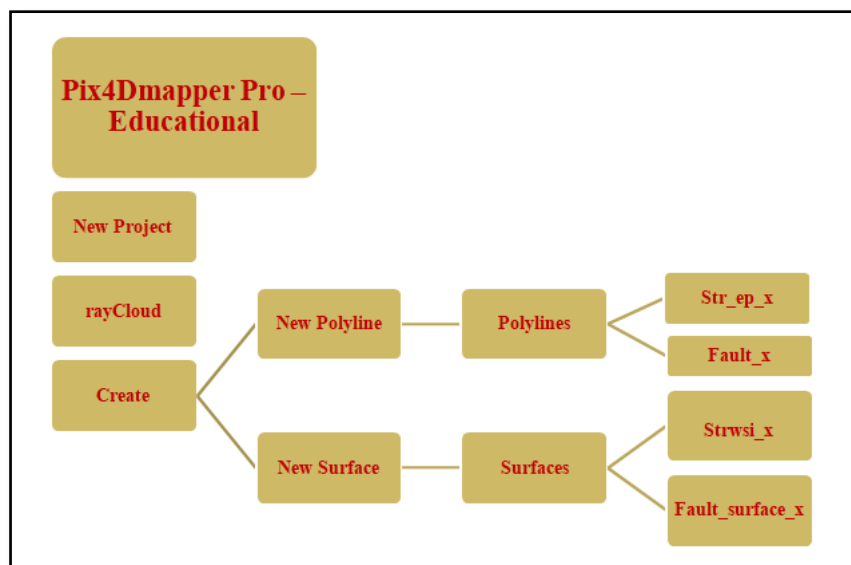 Pix4Dmapper Pro –
Educational
New Project
rayCloud
Create
New Polyline
Polylines
Str_ep_x
Fault_x
New Surface
Surfaces
Strwsi_x
Fault_surface_x